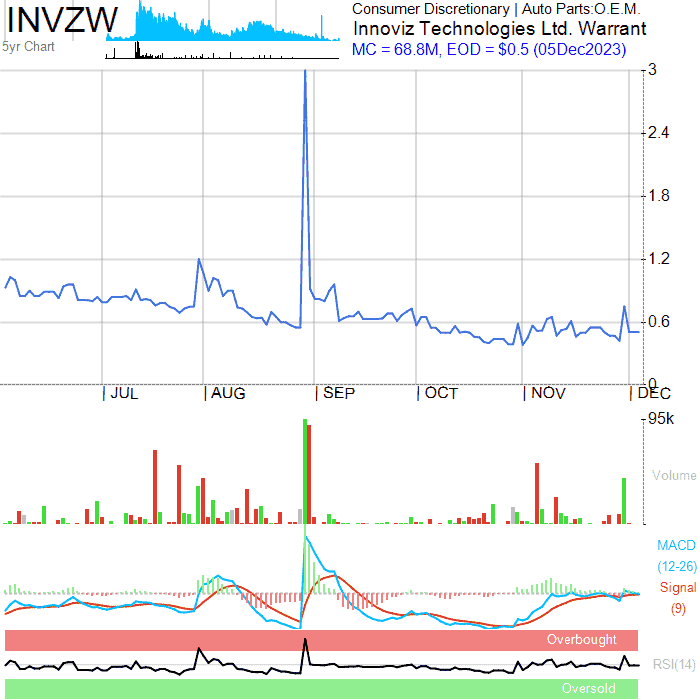 INVZW
5yr Chart
Consumer Discretionary | Auto Parts:O.E.M.
Innoviz Technologies Ltd. Warrant
MC = 68.8M, EOD = $0.5 (05Dec2023)
3
2.4
1.8
1.2
0.6
0
| JUL | AUG | SEP | OCT | NOV | DEC
95k
Volume
MACD
(12-26)
Signal
(9)
Overbought
RSI(14)
Oversold